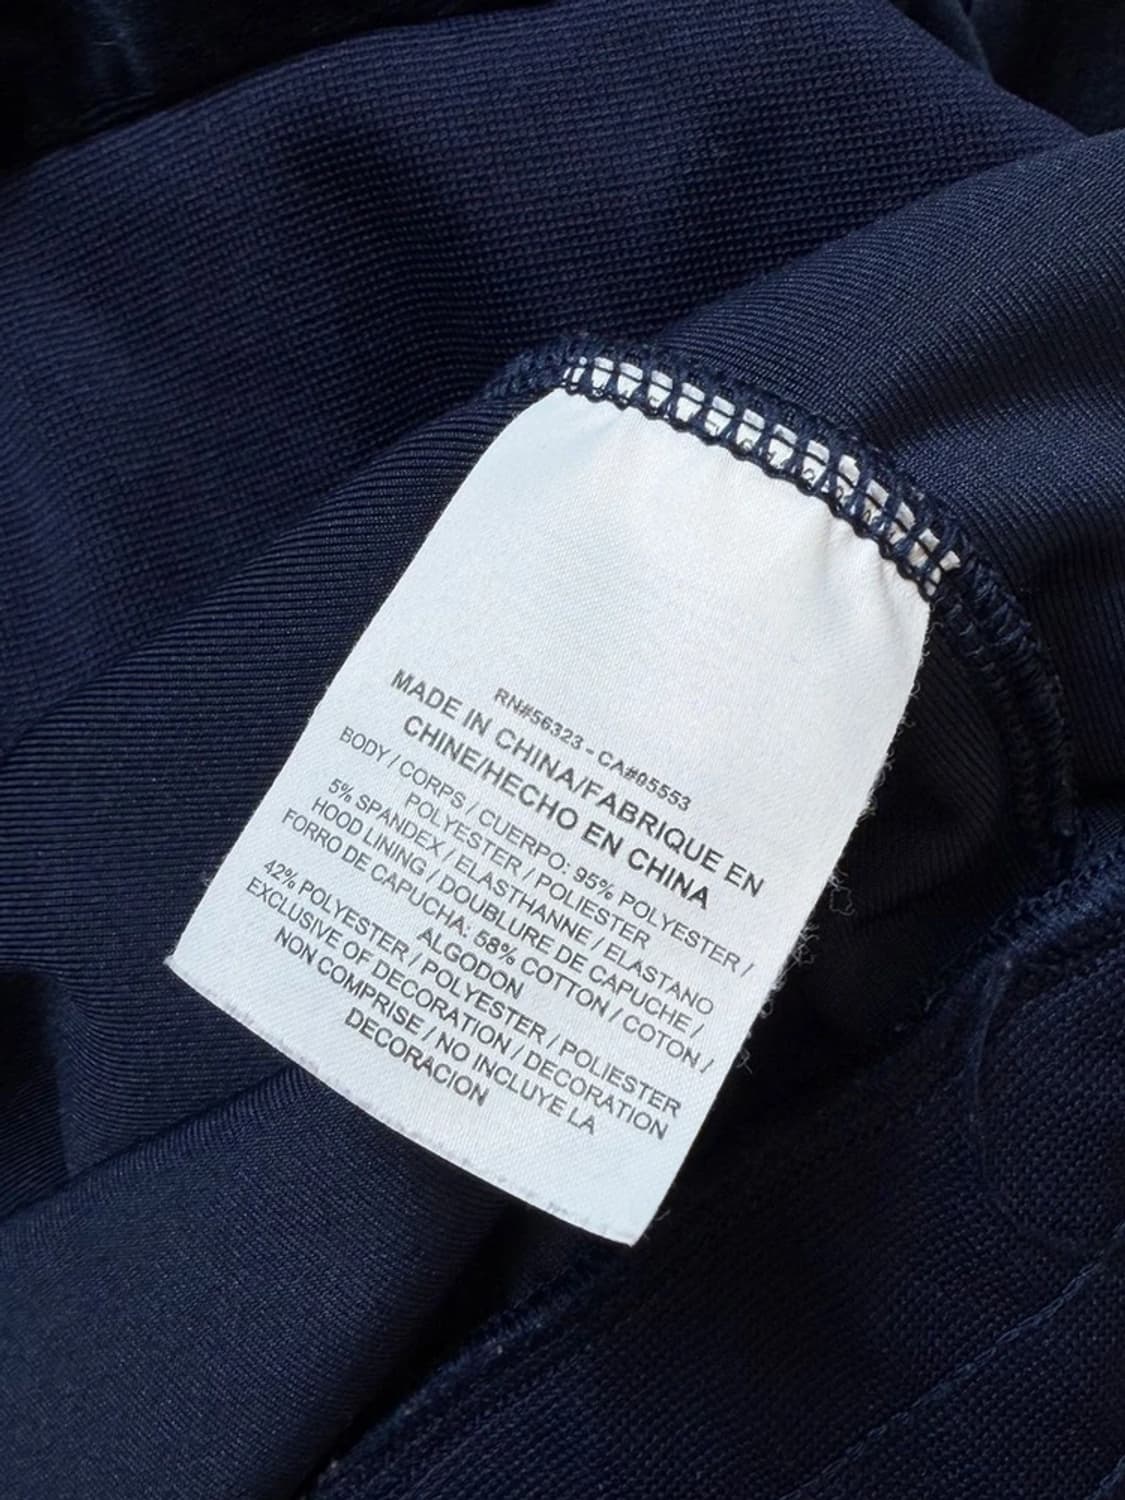 RN#56323 - CA#05553
MADE IN CHINA/FABRIQUE EN
CHINE/HECHO EN CHINA
BODY / CORPS / CUERPO: 95% POLYESTER /
POLYESTER / POLIESTER
5% SPANDEX / ELASTHANNE / ELASTANO
HOOD LINING / DOUBLURE DE CAPUCHE /
FORRO DE CAPUCHA: 58% COTTON / COTON /
ALGODON
42% POLYESTER / POLYESTER / POLIESTER
EXCLUSIVE OF DECORATION / DECORATION
NON COMPRISE / NO INCLUYE LA
DECORACION